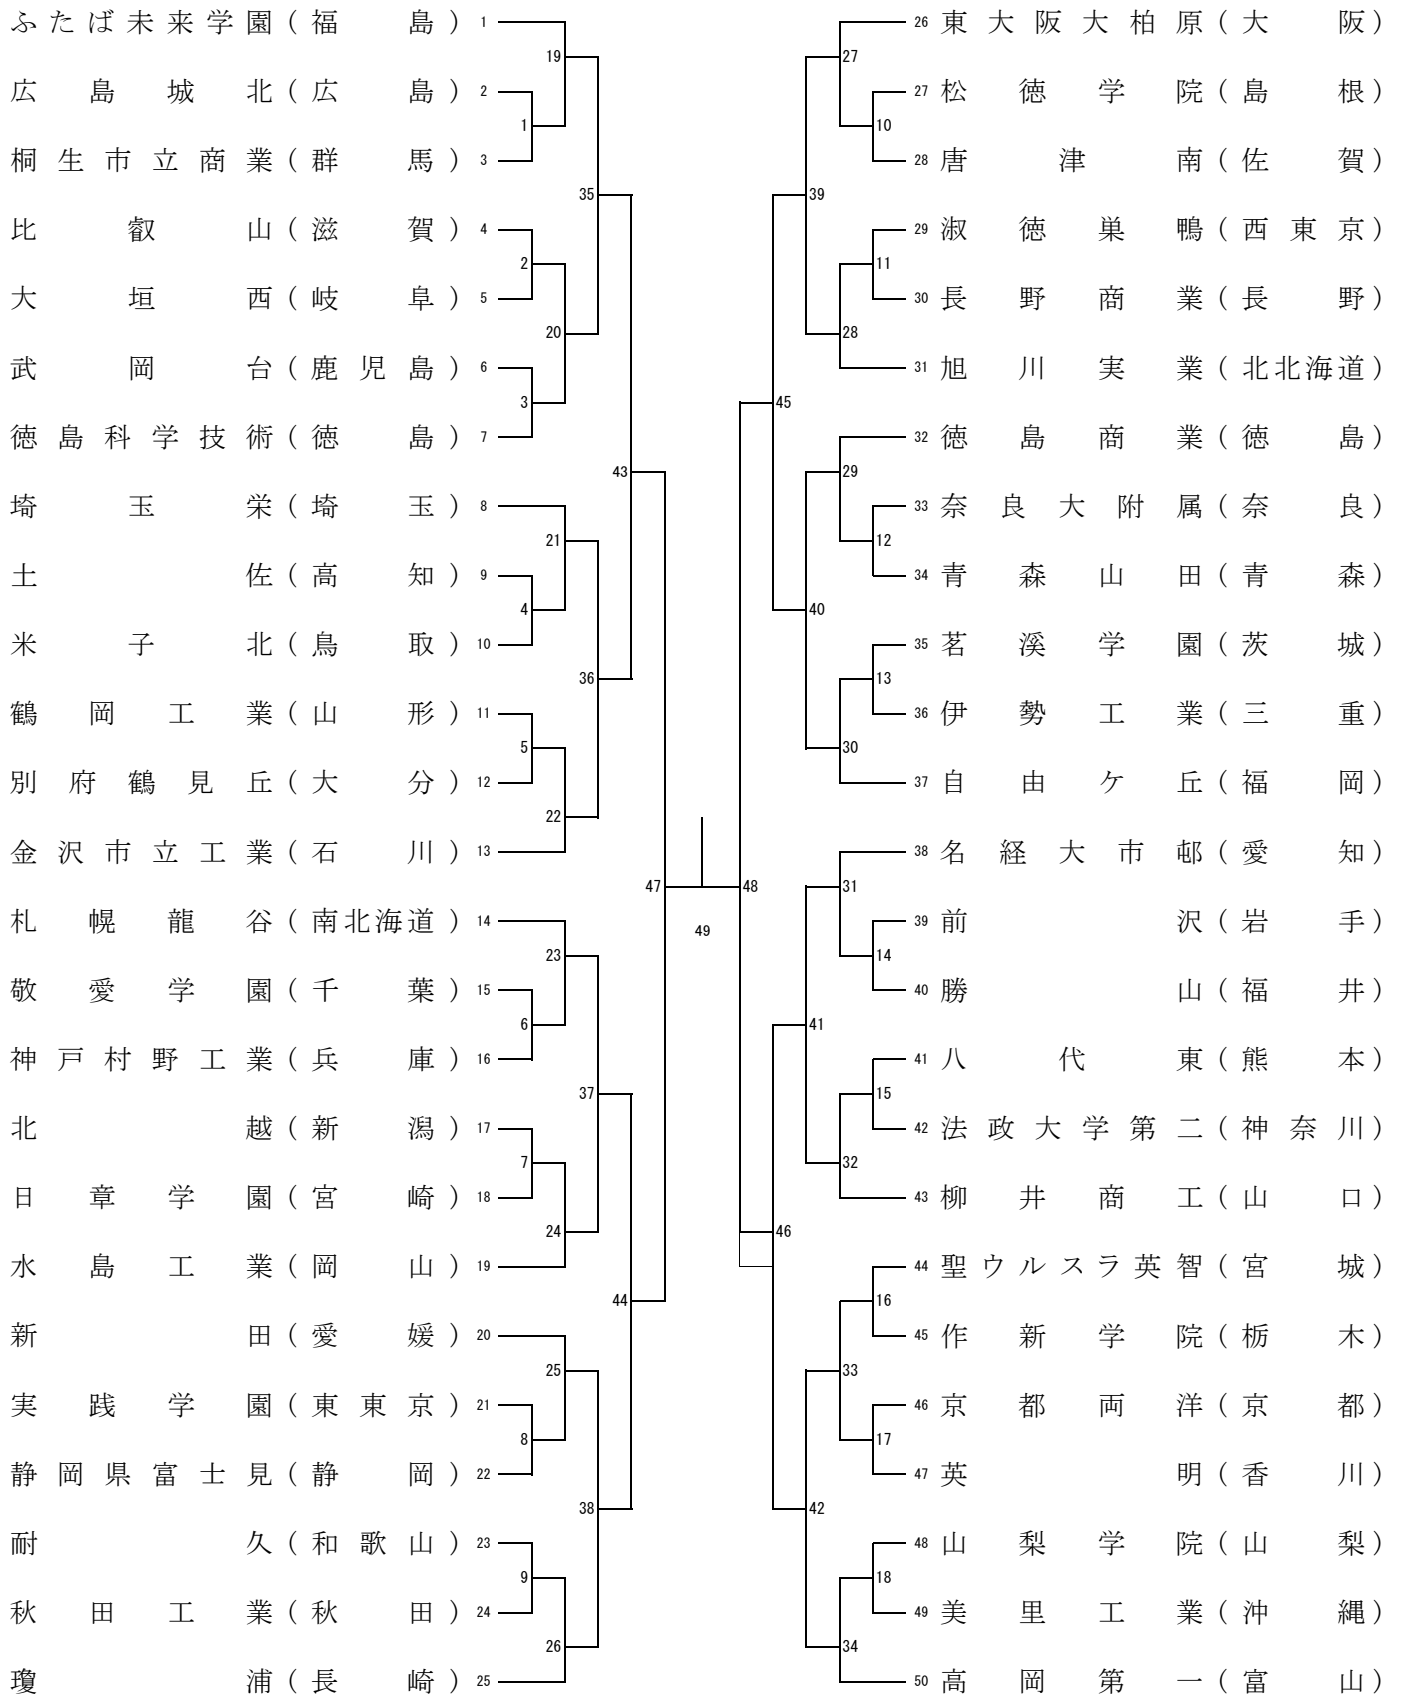 ふたば未来学園(福島) 1
広島城北(広島) 2
桐生市立商業(群馬) 3
比叡山(滋賀) 4
大垣西(岐阜) 5
武岡台(鹿児島) 6
徳島科学技術(徳島) 7
埼玉栄(埼玉) 8
土佐(高知) 9
米子北(鳥取) 10
鶴岡工業(山形) 11
別府鶴見丘(大分) 12
金沢市立工業(石川) 13
札幌龍谷(南北海道) 14
敬愛学園(千葉) 15
神戸村野工業(兵庫) 16
北越(新潟) 17
日章学園(宮崎) 18
水島工業(岡山) 19
新田(愛媛) 20
実践学園(東東京) 21
静岡県富士見(静岡) 22
耐久(和歌山) 23
秋田工業(秋田) 24
瓊浦(長崎) 25
19
1
35
2
20
3
43
21
4
36
5
22
47
23
6
37
7
24
44
25
8
38
9
26
49
27
10
39
11
28
45
29
12
40
13
30
48
31
14
41
15
32
46
16
33
17
42
18
34
26 東大阪大柏原(大阪)
27 松徳学院(島根)
28 唐津南(佐賀)
29 淑徳巣鴨(西東京)
30 長野商業(長野)
31 旭川実業(北北海道)
32 徳島商業(徳島)
33 奈良大附属(奈良)
34 青森山田(青森)
35 茗溪学園(茨城)
36 伊勢工業(三重)
37 自由ケ丘(福岡)
38 名経大市邨(愛知)
39 前沢(岩手)
40 勝山(福井)
41 八代東(熊本)
42 法政大学第二(神奈川)
43 柳井商工(山口)
44 聖ウルスラ英智(宮城)
45 作新学院(栃木)
46 京都両洋(京都)
47 英明(香川)
48 山梨学院(山梨)
49 美里工業(沖縄)
50 高岡第一(富山)